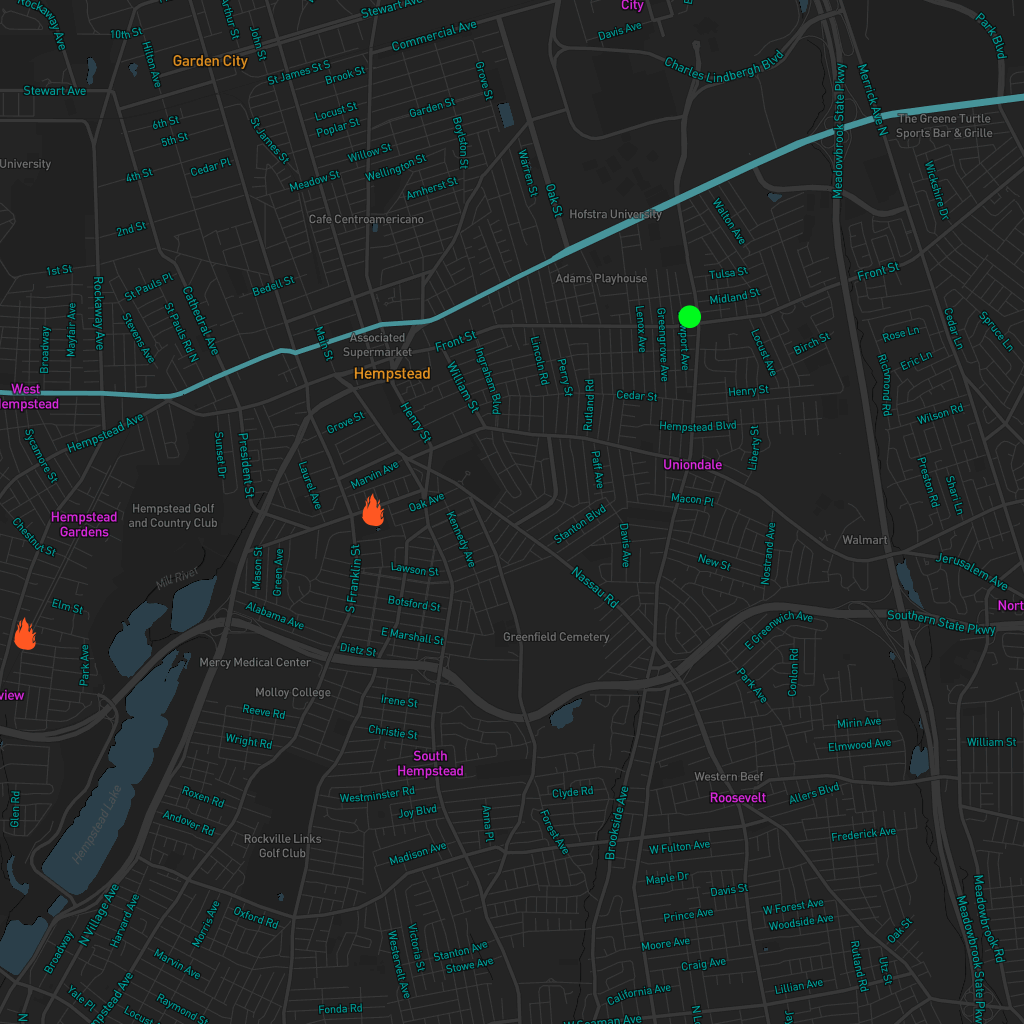 Rockaway Ave
10th St
Arthur St
John St
Stewart Ave
City
Davis Ave
Park Blvd
Hilton Ave
Garden City
Commercial Ave
Charles Lindbergh Blvd
St James St S
Brook St
Grove St
Stewart Ave
Meadowbrook State Pkwy
Merrick Ave N
Locust St
Garden St
6th St
Poplar St
The Greene Turtle
Sports Bar & Grille
5th St
St James St
Boylston St
University
Willow St
Cedar Pl
Wellington St
Warren St
4th St
Meadow St
Amherst St
Oak St
Wickshire Dr
Cafe Centroamericano
Hofstra University
Walton Ave
2nd St
1st St
Tulsa St
Front St
Adams Playhouse
St Pauls Pl
Bedell St
Midland St
Rockaway Ave
Cathedral Ave
Mayfair Ave
Broadway
Stevens Ave
St Pauls Rd N
Main St
Associated
Supermarket
Front St
Lenox Ave
Greengrove Ave
Locust Ave
Birch St
Rose Ln
Cedar Ln
Spruce Ln
Eric Ln
Hempstead
Lincoln Rd
Perry St
Ingraham Blvd
William St
Rutland Rd
Cedar St
Henry St
Richmond Rd
West
Wilson Rd
Grove St
Henry St
Hempstead Ave
Hempstead Blvd
Liberty St
Sycamore St
Sunset Dr
President St
Uniondale
Paff Ave
Preston Rd
Shari Ln
Laurel Ave
Marvin Ave
Oak Ave
Macon Pl
Hempstead Golf
and Country Club
Hempstead
Gardens
Chestnut St
Kennedy Ave
Stanton Blvd
Davis Ave
Nostrand Ave
Walmart
Jerusalem Ave
Mill River
Mason St
Green Ave
S Franklin St
Lawson St
New St
Nassau Rd
Elm St
Alabama Ave
Botsford St
E Marshall St
Greenfield Cemetery
E Greenwich Ave
Southern State Pkwy
Dietz St
Park Ave
Mercy Medical Center
Molloy College
Conlon Rd
Park Ave
Irene St
Reeve Rd
Wright Rd
Christie St
Mirin Ave
Elmwood Ave
William St
South
Hempstead
Western Beef
Roosevelt
Glen Rd
Roxen Rd
Westminster Rd
Clyde Rd
Allers Blvd
Joy Blvd
Hempstead Lake
Andover Rd
Anna Pl
Forest Ave
Brookside Ave
Frederick Ave
Rockville Links
Golf Club
Madison Ave
W Fulton Ave
Maple Dr
Davis St
N Village Ave
Harvard Ave
Morris Ave
Oxford Rd
Prince Ave
W Forest Ave
Woodside Ave
Oak St
Meadowbrook Rd
Meadowbrook State Pkwy
Broadway
Victoria St
Westervelt Ave
Stanton Ave
Stowe Ave
Moore Ave
Craig Ave
Rutland Rd
Utz St
Marvin Ave
Yale Pl
Raymond St
Fonda Rd
California Ave
Lillian Ave